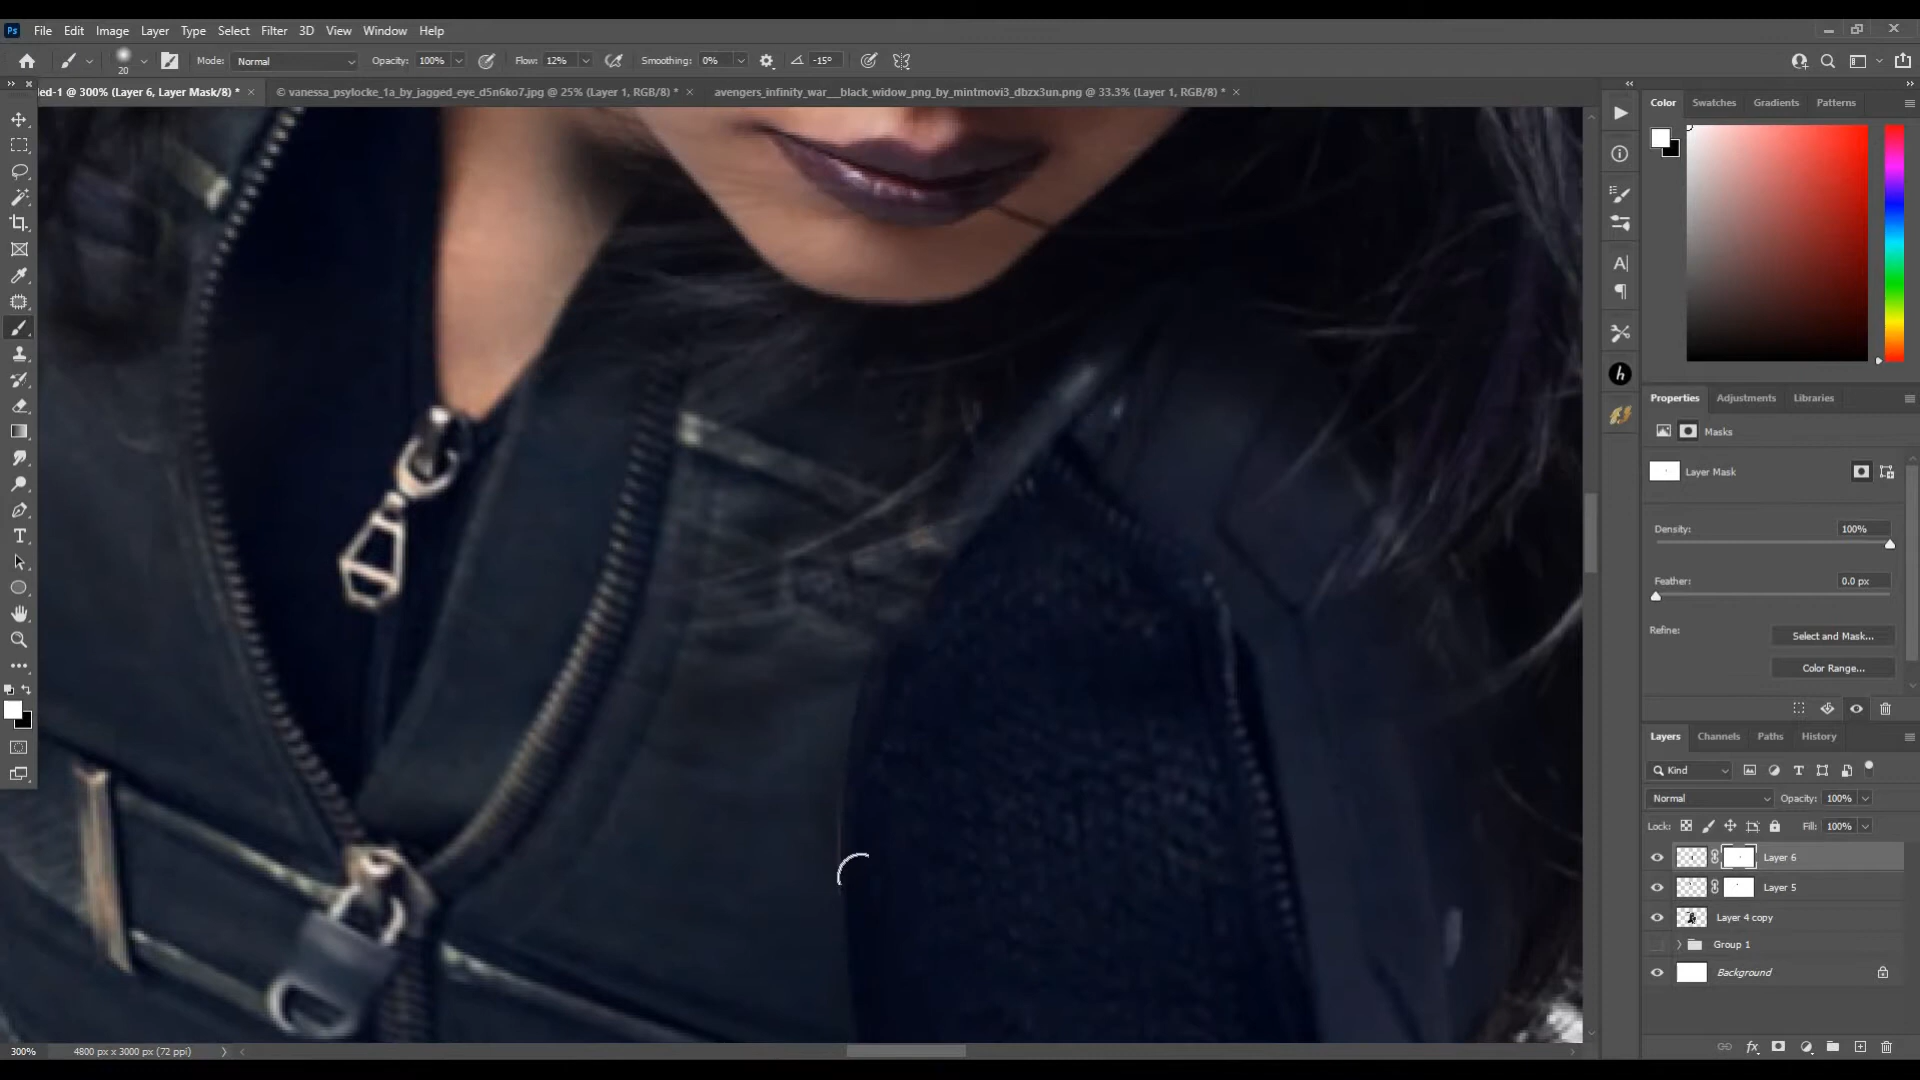 Ps File Edit Image Layer Type Select Filter 3D View Window Help
20 Mode: Normal Opacity: 100% Flow: 12% Smoothing: 0% -15°
ed-1 @ 300% (Layer 6, Layer Mask/8) * × © vanessa_psylocke_1a_by_jagged_eye_d5n6ko7.jpg @ 25% (Layer 1, RGB/8) * × avengers_infinity_war__black_widow_png_by_mintmovi3_dbzx3un.png @ 33.3% (Layer 1, RGB/8) * ×
Color Swatches Gradients Patterns
Properties Adjustments Libraries
Masks
Layer Mask
Density: 100%
Feather: 0.0 px
Refine: Select and Mask...
Color Range...
Layers Channels Paths History
Kind
Normal Opacity: 100%
Lock: Fill: 100%
Layer 6
Layer 5
Layer 4 copy
Group 1
Background
fx
300% 4800 px x 3000 px (72 ppi)